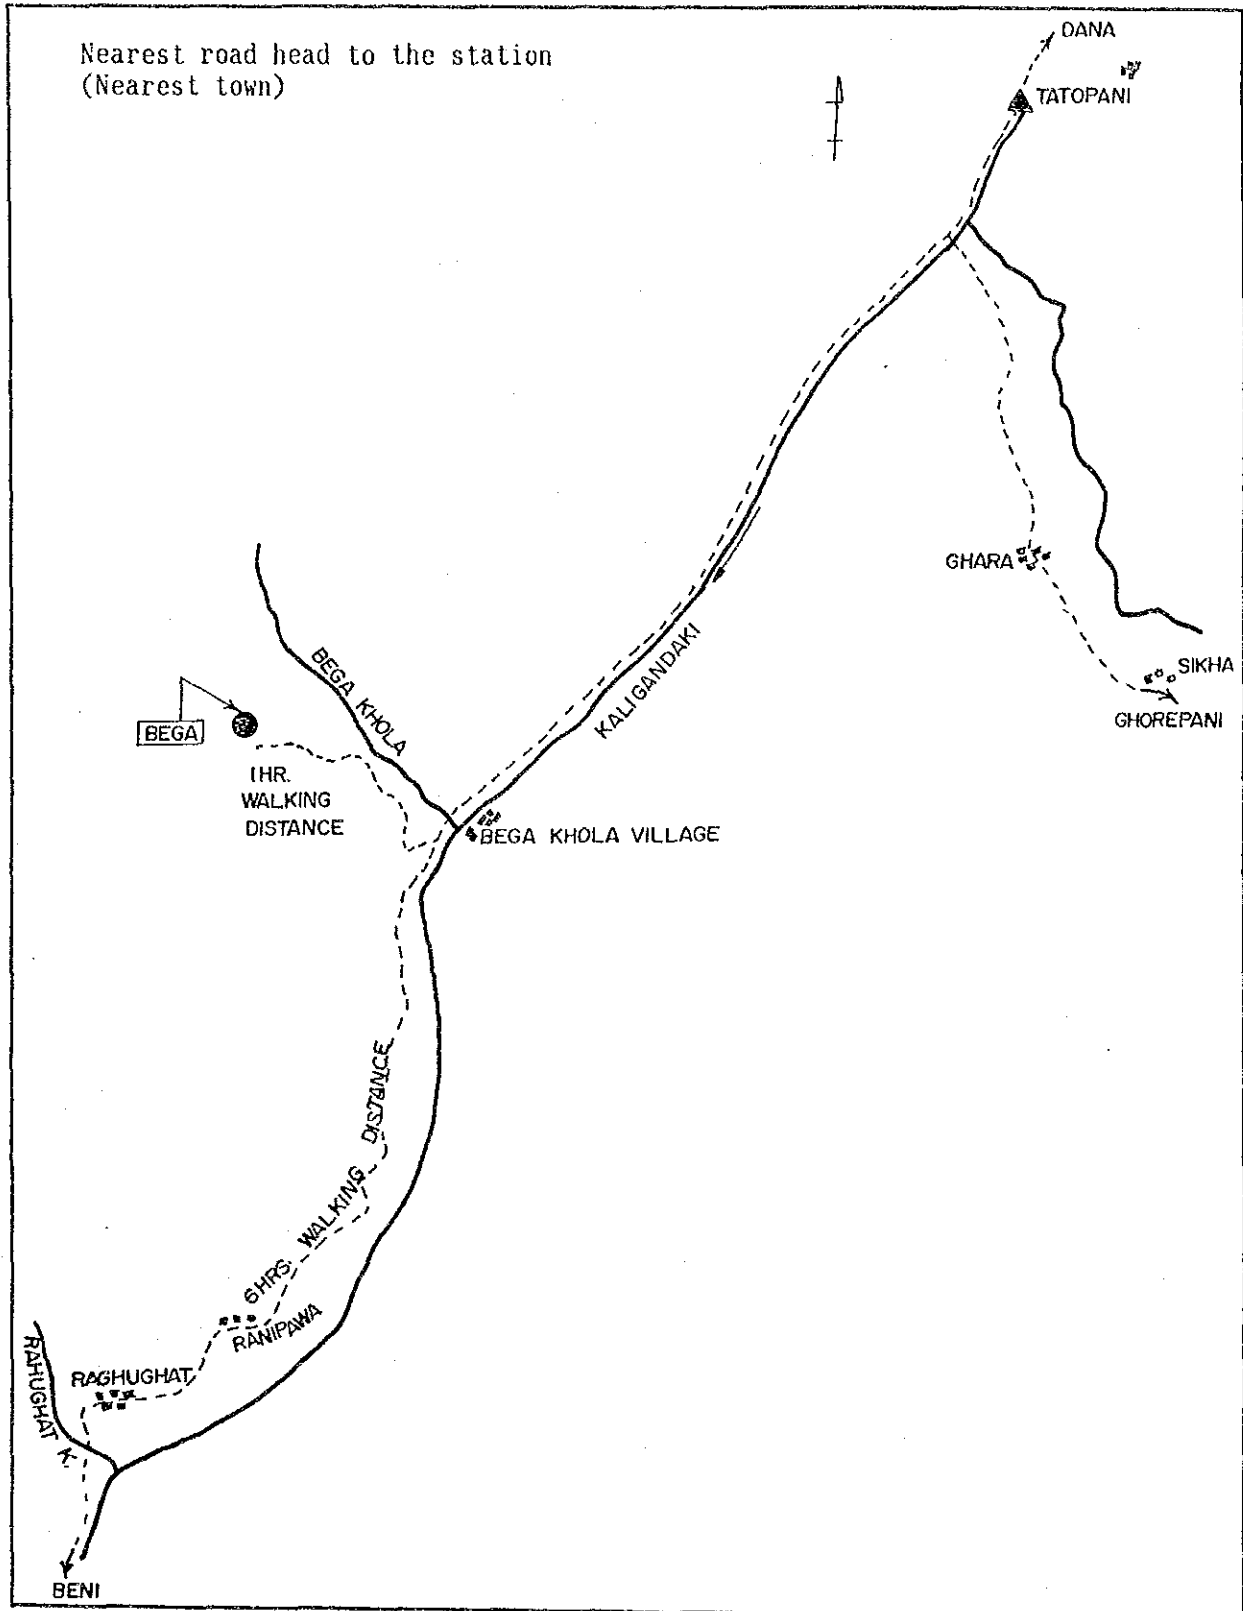 Nearest road head to the station
(Nearest town)
DANA
TATOPANI
GHARA
SIKHA
GHOREPANI
BEGA KHOLA
KALIGANDAKI
BEGA
1HR.
WALKING
DISTANCE
BEGA KHOLA VILLAGE
6HRS. WALKING DISTANCE
RANIPAWA
RAGHUGHAT
RAHUGHAT K.
BENI